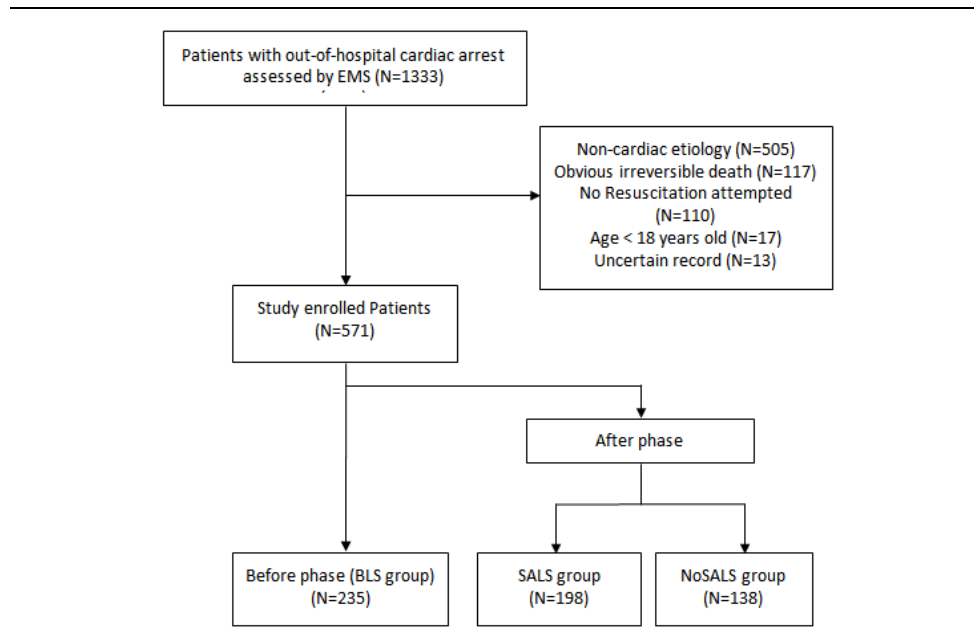 Patients with out-of-hospital cardiac arrest
assessed by EMS (N=1333)
Non-cardiac etiology (N=505)
Obvious irreversible death (N=117)
No Resuscitation attempted
(N=110)
Age < 18 years old (N=17)
Uncertain record (N=13)
Study enrolled Patients
(N=571)
After phase
Before phase (BLS group)
(N=235)
SALS group
(N=198)
NoSALS group
(N=138)